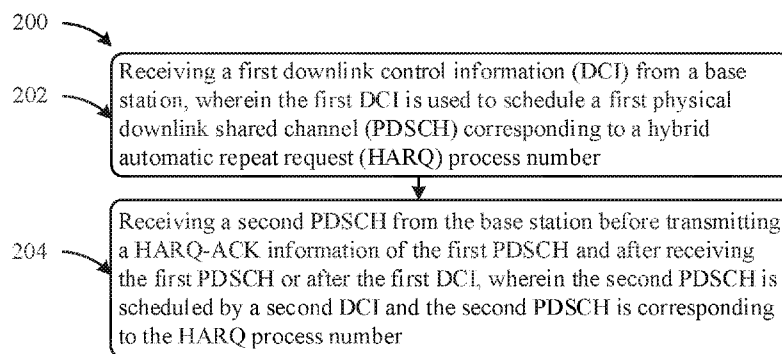 200
202
Receiving a first downlink control information (DCI) from a base
station, wherein the first DCI is used to schedule a first physical
downlink shared channel (PDSCH) corresponding to a hybrid
automatic repeat request (HARQ) process number
204
Receiving a second PDSCH from the base station before transmitting
a HARQ-ACK information of the first PDSCH and after receiving
the first PDSCH or after the first DCI, wherein the second PDSCH is
scheduled by a second DCI and the second PDSCH is corresponding
to the HARQ process number